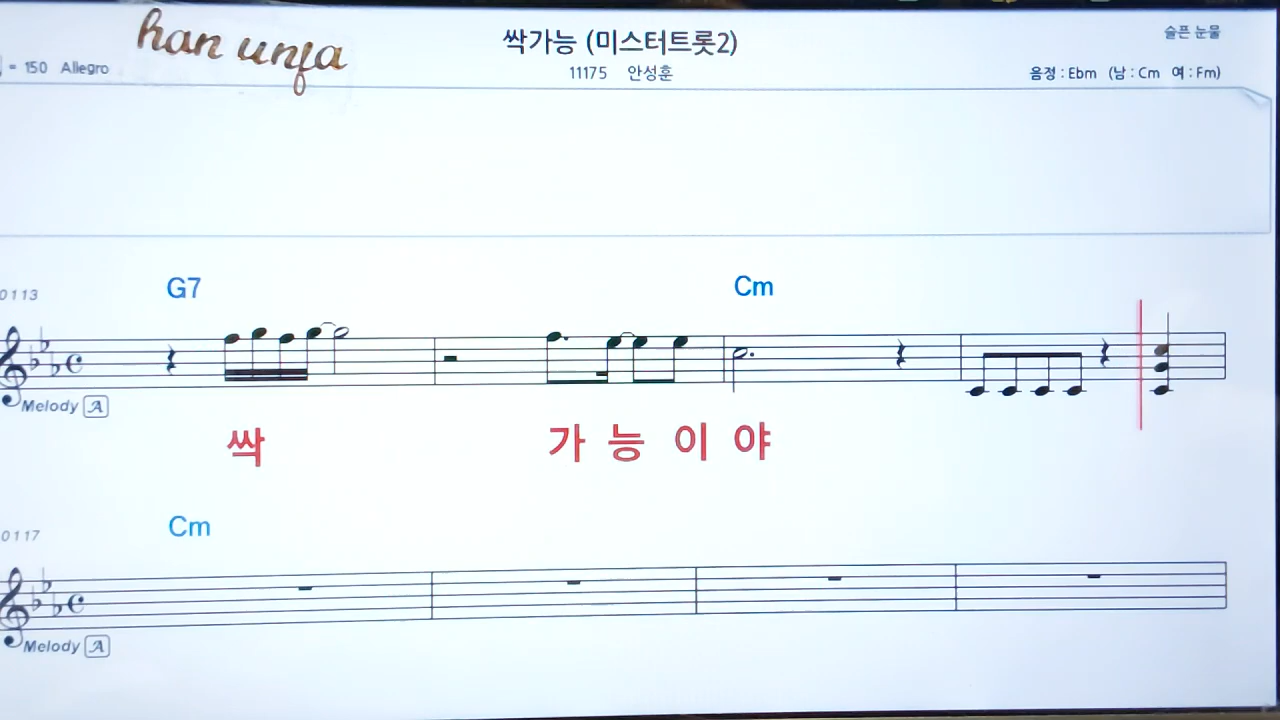 han unja
싹가능 (미스터트롯2)
슬픈 눈물
= 150 Allegro
11175 안성훈
음정 : Ebm (남 : Cm 여 : Fm)
G7 Cm
0113
Melody A
싹 가 능 이 야
Cm
0117
Melody A